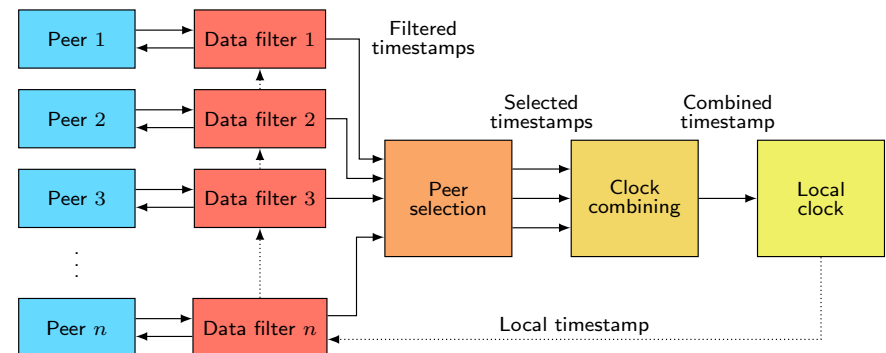 Peer 1
Data filter 1
Filtered
timestamps
Peer 2
Data filter 2
Selected
timestamps
Combined
timestamp
Peer 3
Data filter 3
Peer
selection
Clock
combining
Local
clock
⋮
Peer n
Data filter n
Local timestamp